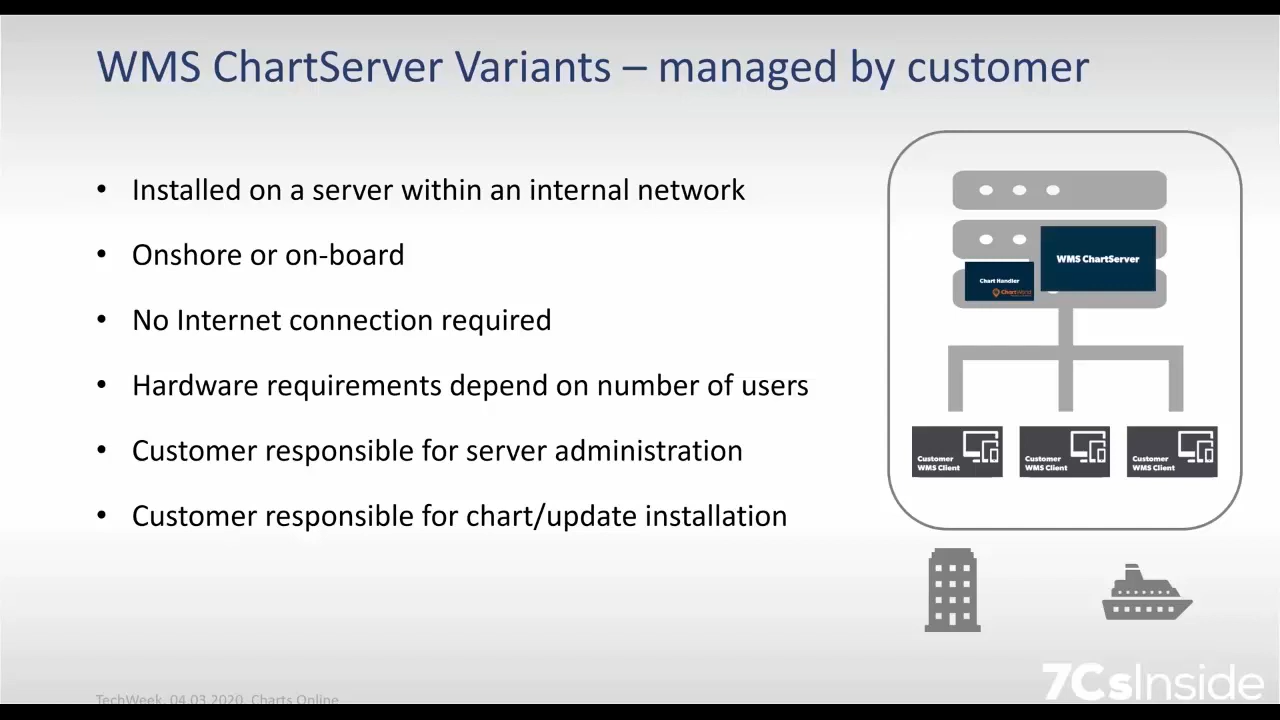 WMS ChartServer Variants – managed by customer
• Installed on a server within an internal network
• Onshore or on-board
• No Internet connection required
• Hardware requirements depend on number of users
• Customer responsible for server administration
• Customer responsible for chart/update installation
WMS ChartServer
Chart Handler
ChartWorld
Customer
WMS Client
Customer
WMS Client
Customer
WMS Client
TechWeek, 04.03.2020, Charts Online
7CsInside